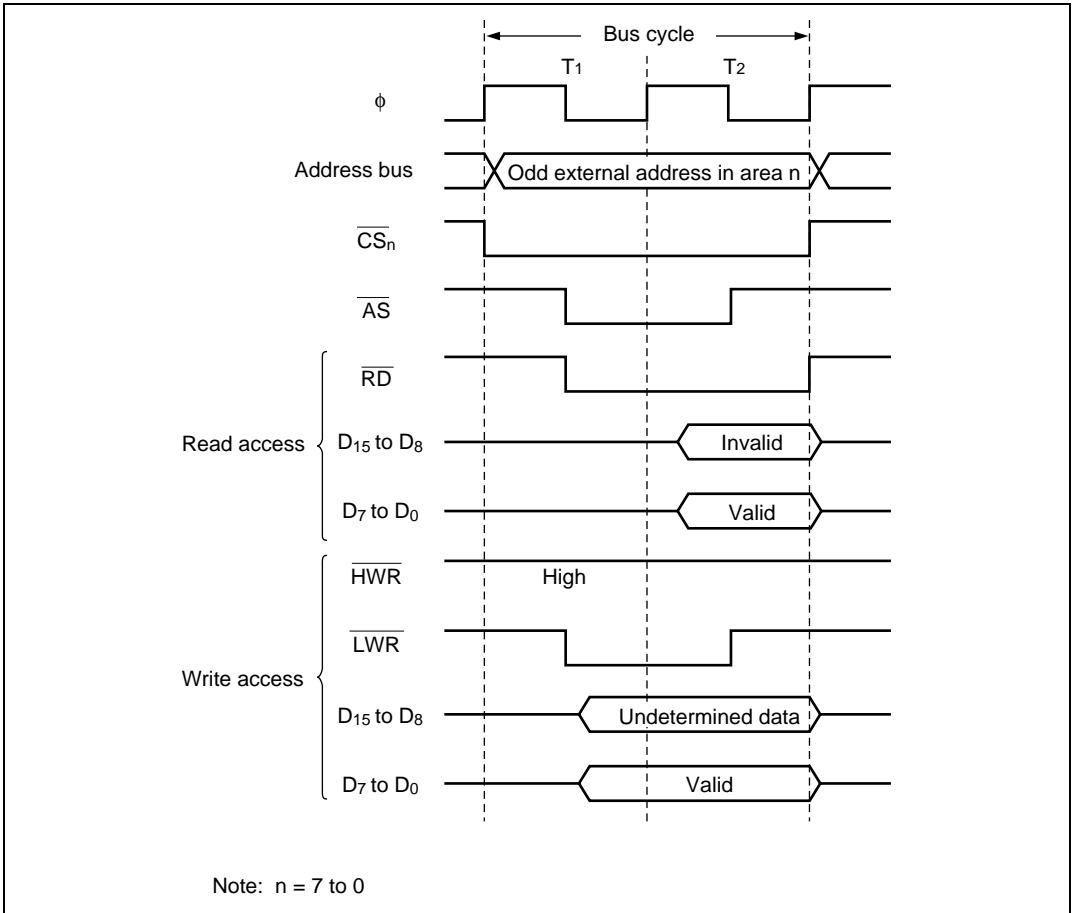 Bus cycle
T1 T2
ϕ
Address bus Odd external address in area n
CSn
AS
RD
Read access D15 to D8 Invalid
D7 to D0 Valid
HWR High
LWR
Write access
D15 to D8 Undetermined data
D7 to D0 Valid
Note: n = 7 to 0